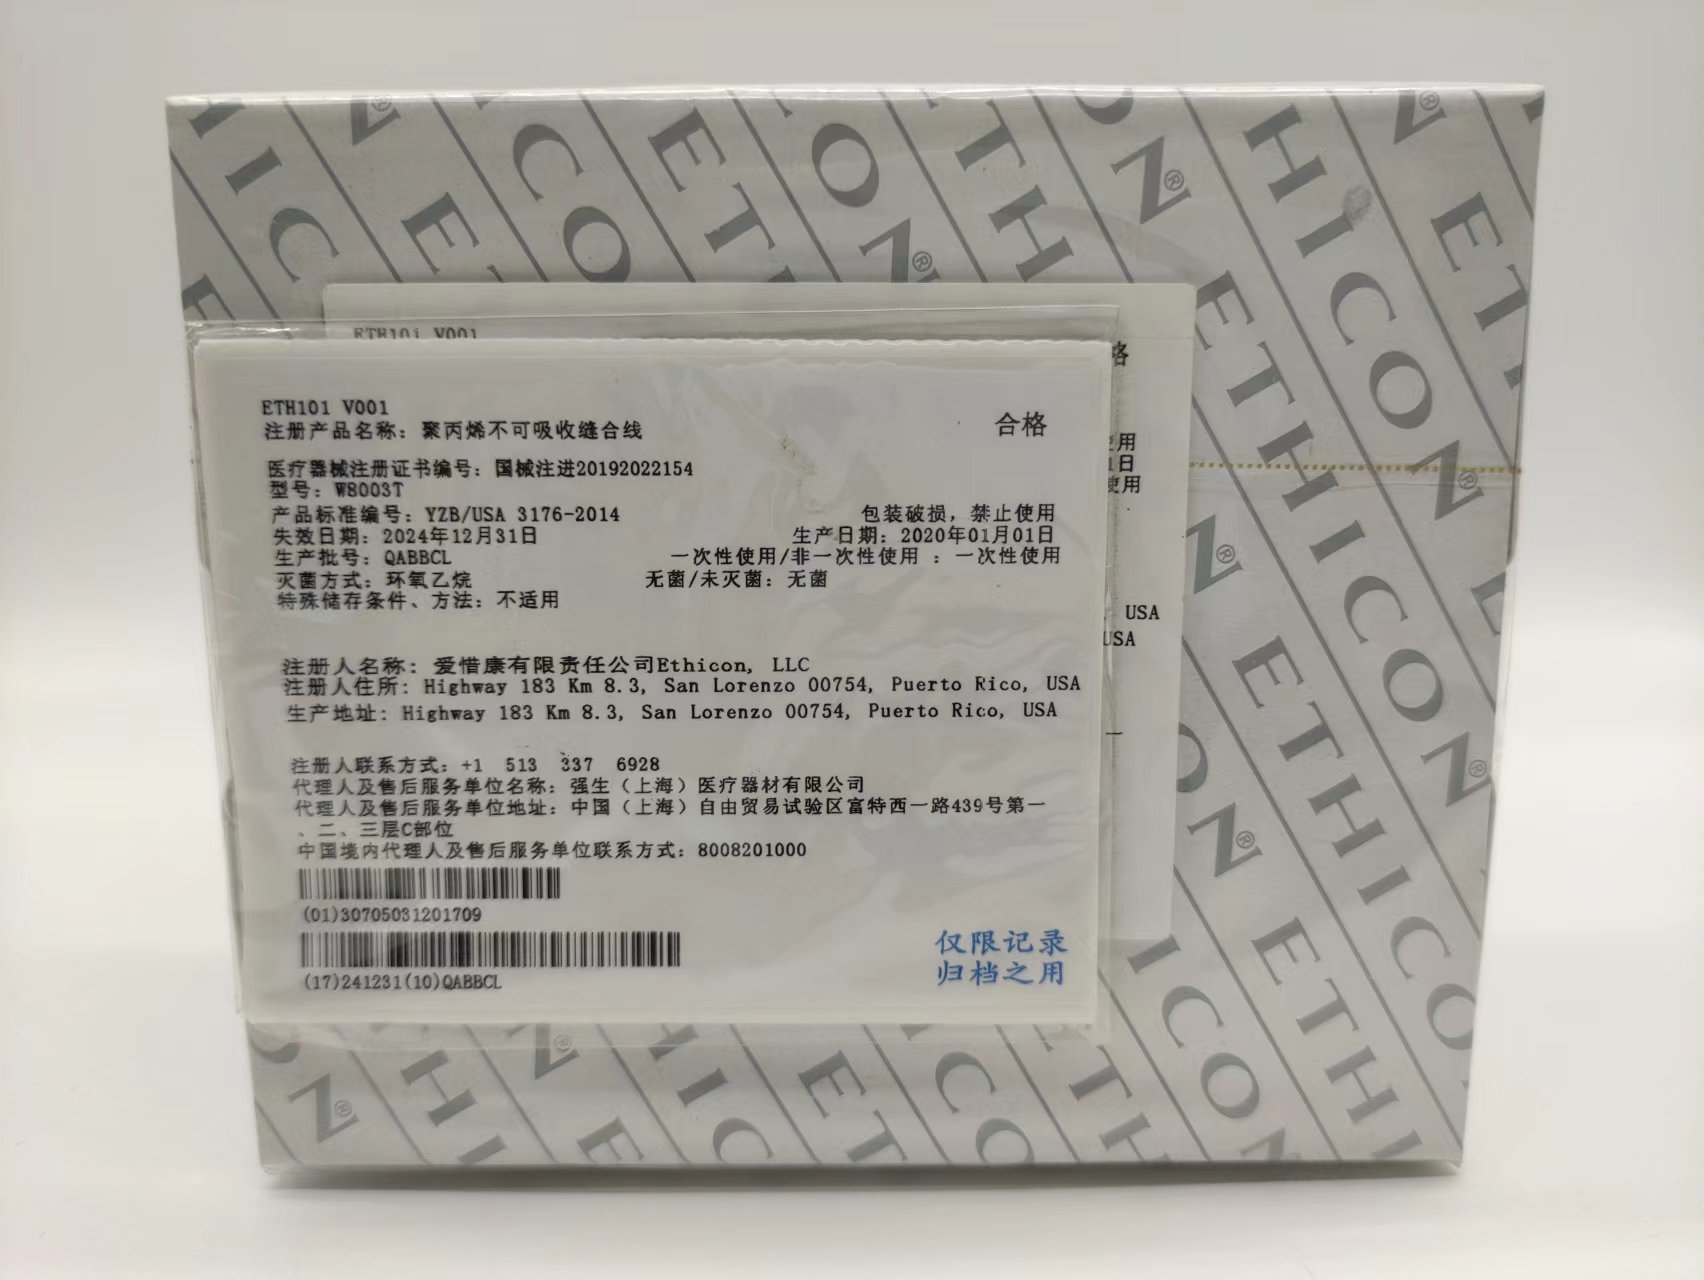 ETHICON®
ETH101 V001
ETH101 V001
合格
注册产品名称：聚丙烯不可吸收缝合线
医疗器械注册证书编号：国械注进20192022154
型号：W8003T
产品标准编号：YZB/USA 3176-2014 包装破损，禁止使用
失效日期：2024年12月31日 生产日期：2020年01月01日
生产批号：QABBCL 一次性使用/非一次性使用 ：一次性使用
灭菌方式：环氧乙烷 无菌/未灭菌：无菌
特殊储存条件、方法：不适用
注册人名称：爱惜康有限责任公司Ethicon, LLC
注册人住所：Highway 183 Km 8.3, San Lorenzo 00754, Puerto Rico, USA
生产地址：Highway 183 Km 8.3, San Lorenzo 00754, Puerto Rico, USA
注册人联系方式：+1 513 337 6928
代理人及售后服务单位名称：强生（上海）医疗器材有限公司
代理人及售后服务单位地址：中国（上海）自由贸易试验区富特西一路439号第一
、二、三层C部位
中国境内代理人及售后服务单位联系方式：8008201000
(01)30705031201709
(17)241231(10)QABBCL
仅限记录
归档之用
格
使用
1日
使用
USA
USA